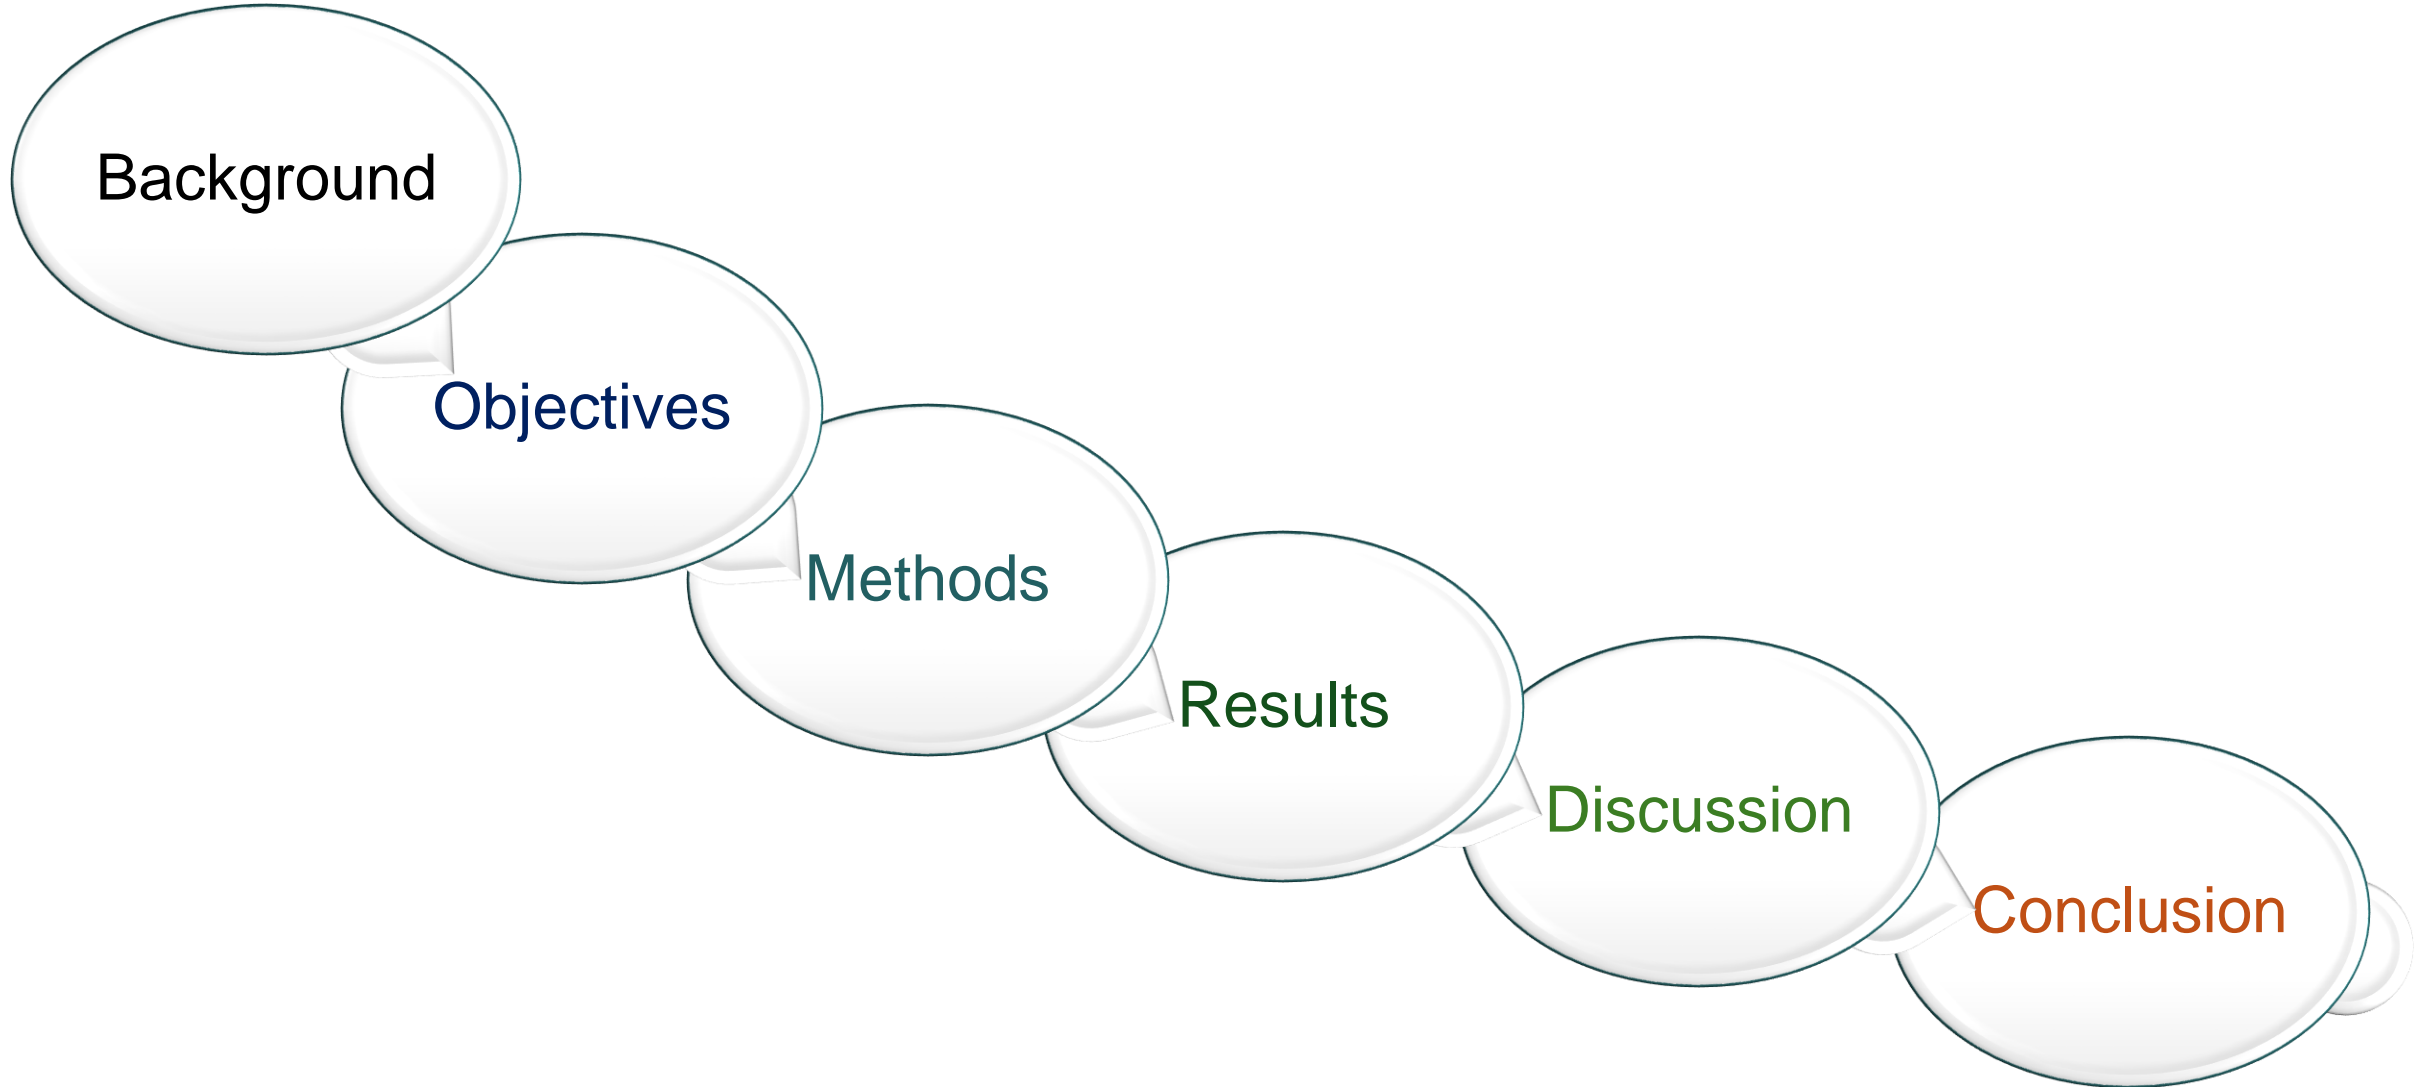 Background
Objectives
Methods
Results
Discussion
Conclusion